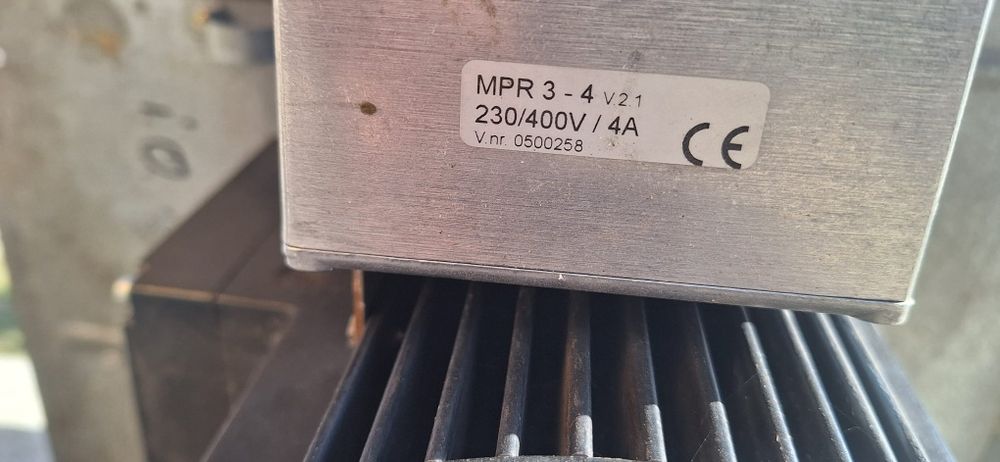 MPR 3 - 4 V.2.1
230/400V / 4A
V.nr. 0500258
CE